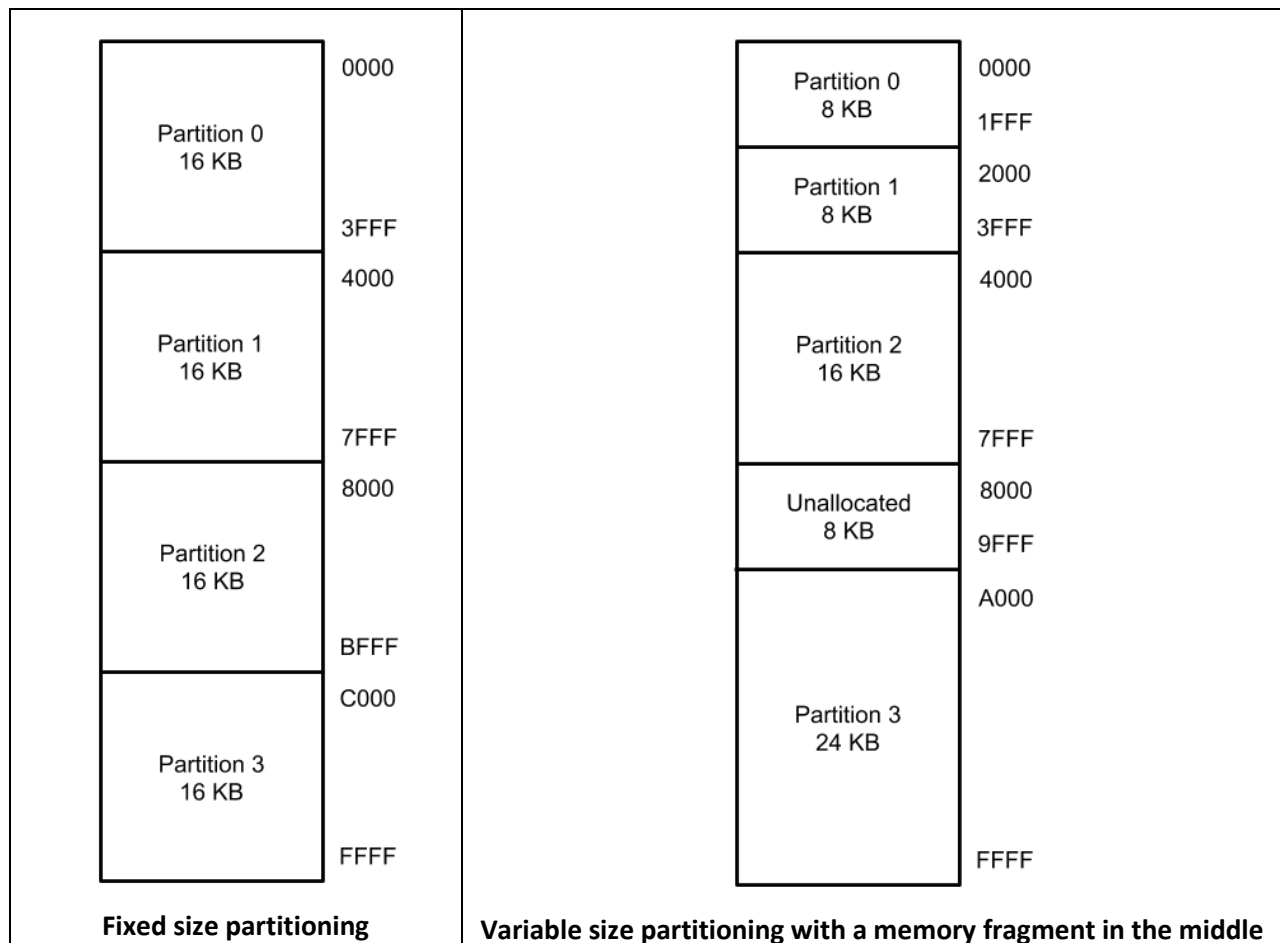 Partition 0
16 KB
0000
3FFF
Partition 1
16 KB
4000
7FFF
Partition 2
16 KB
8000
BFFF
Partition 3
16 KB
C000
FFFF
Fixed size partitioning
Partition 0
8 KB
0000
1FFF
Partition 1
8 KB
2000
3FFF
Partition 2
16 KB
4000
7FFF
Unallocated
8 KB
8000
9FFF
Partition 3
24 KB
A000
FFFF
Variable size partitioning with a memory fragment in the middle